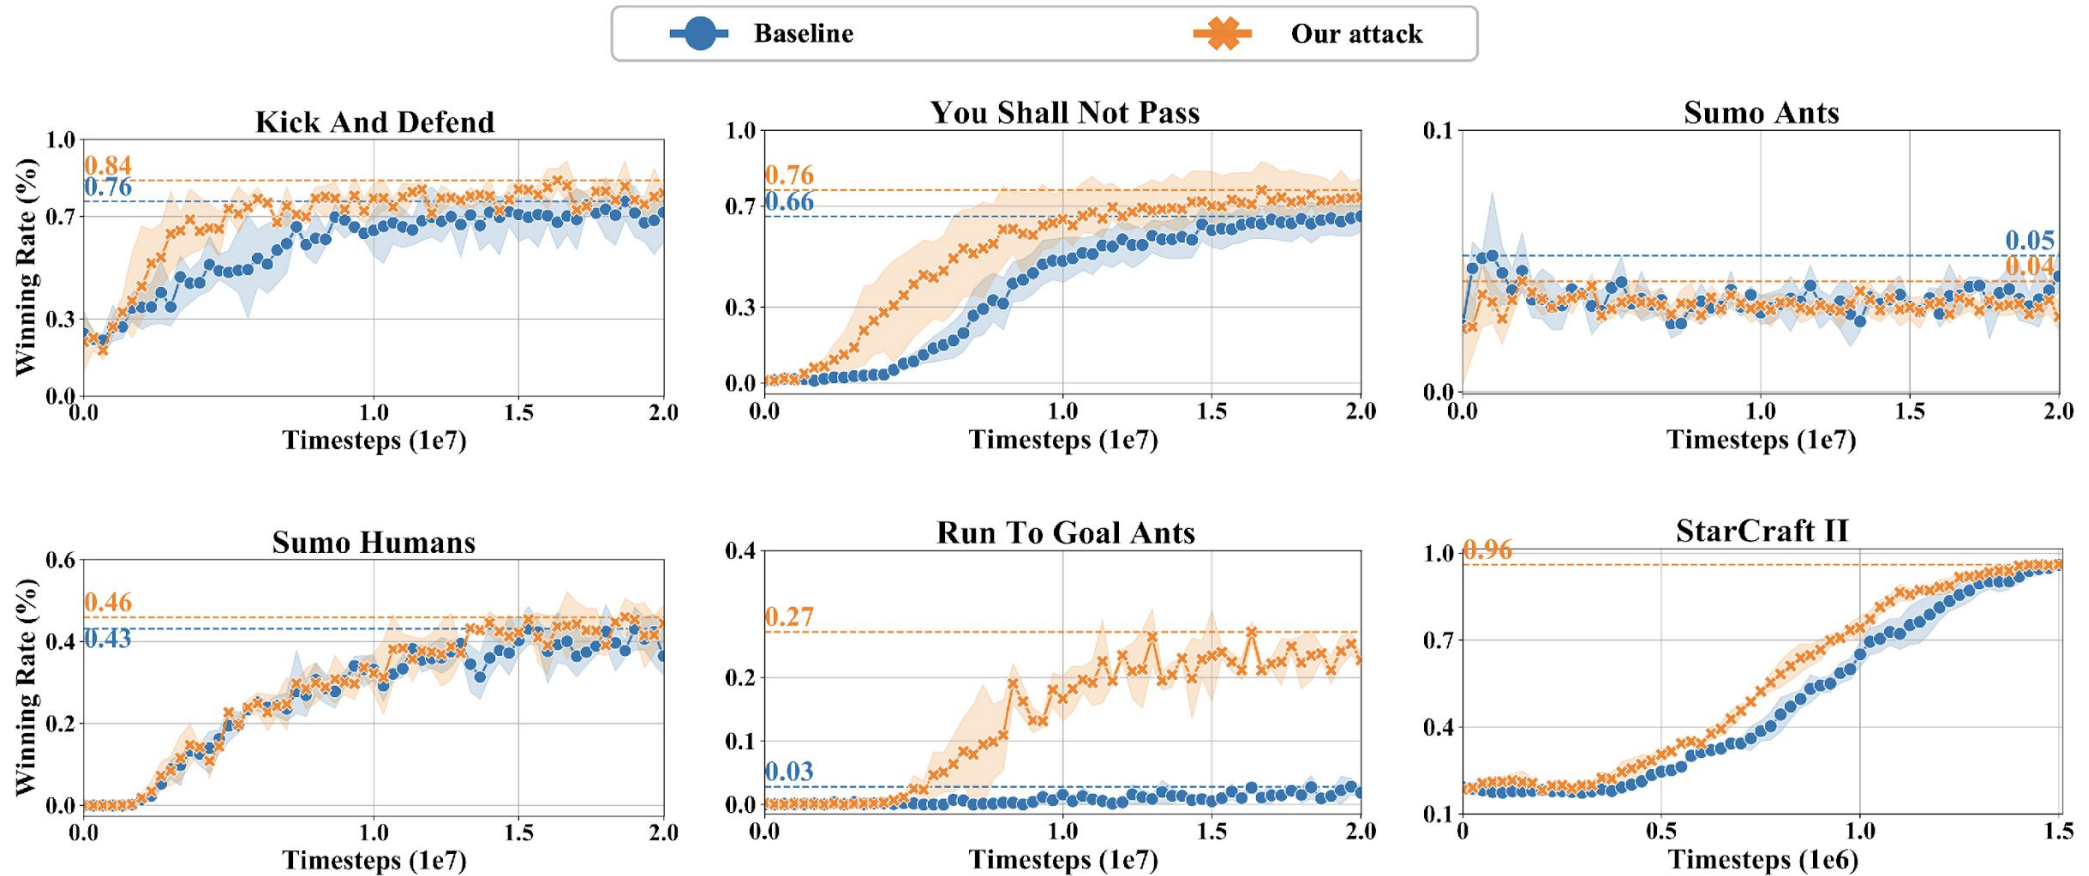 Baseline Our attack
Kick And Defend
Winning Rate (%)
1.0
0.7
0.3
0.0
0.84
0.76
0.0 1.0 1.5 2.0
Timesteps (1e7)
You Shall Not Pass
1.0
0.7
0.3
0.0
0.76
0.66
0.0 1.0 1.5 2.0
Timesteps (1e7)
Sumo Ants
0.1
0.0
0.05
0.04
0.0 1.0 1.5 2.0
Timesteps (1e7)
Sumo Humans
Winning Rate (%)
0.6
0.4
0.2
0.0
0.46
0.43
0.0 1.0 1.5 2.0
Timesteps (1e7)
Run To Goal Ants
0.4
0.2
0.1
0.0
0.27
0.03
0.0 1.0 1.5 2.0
Timesteps (1e7)
StarCraft II
1.0
0.7
0.4
0.1
0.96
0 0.5 1.0 1.5
Timesteps (1e6)